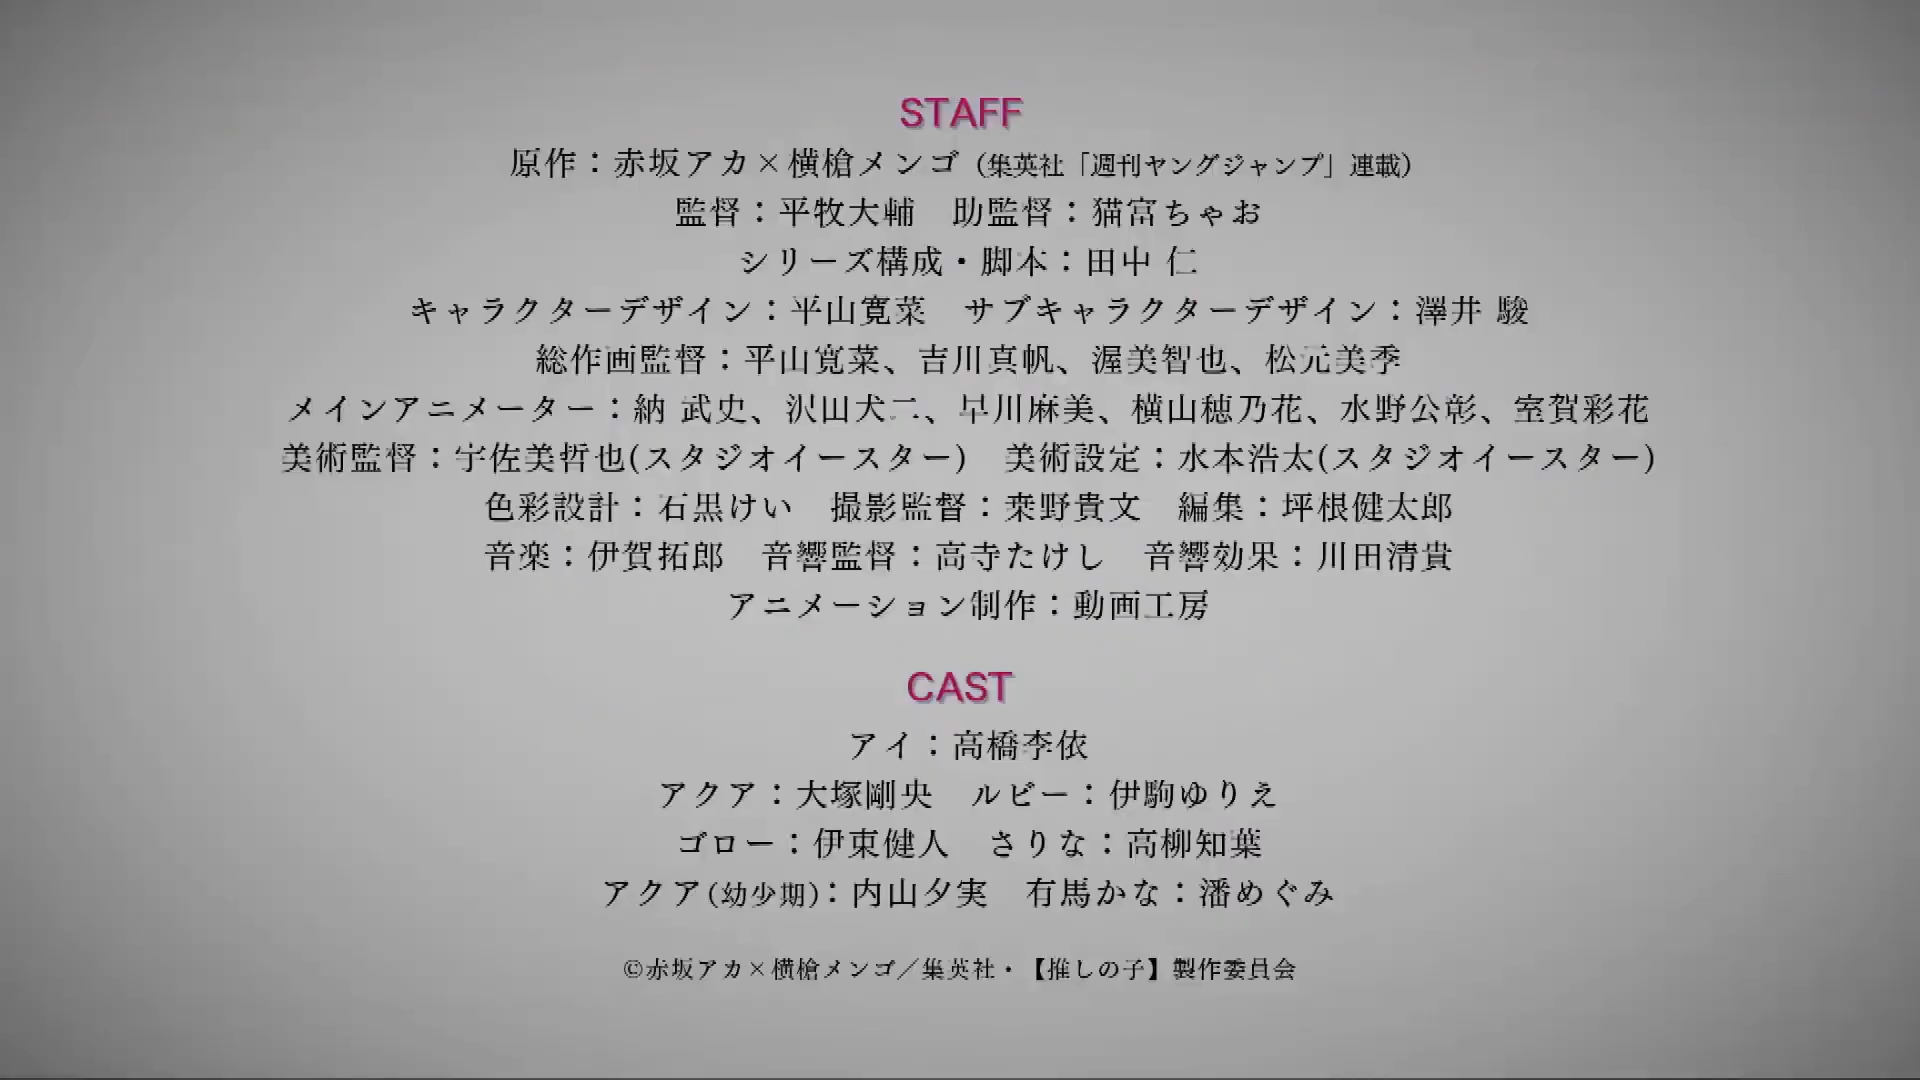 STAFF
原作：赤坂アカ×横槍メンゴ（集英社「週刊ヤングジャンプ」連載）
監督：平牧大輔　助監督：猫富ちゃお
シリーズ構成・脚本：田中 仁
キャラクターデザイン：平山寛菜　サブキャラクターデザイン：澤井 駿
総作画監督：平山寛菜、吉川真帆、渥美智也、松元美季
メインアニメーター：納 武史、沢田犬二、早川麻美、横山穂乃花、水野公彰、室賀彩花
美術監督：宇佐美哲也(スタジオイースター)　美術設定：水本浩太(スタジオイースター)
色彩設計：石黒けい　撮影監督：桒野貴文　編集：坪根健太郎
音楽：伊賀拓郎　音響監督：高寺たけし　音響効果：川田清貴
アニメーション制作：動画工房
CAST
アイ：高橋李依
アクア：大塚剛央　ルビー：伊駒ゆりえ
ゴロー：伊東健人　さりな：高柳知葉
アクア(幼少期)：内山夕実　有馬かな：潘めぐみ
©赤坂アカ×横槍メンゴ／集英社・【推しの子】製作委員会